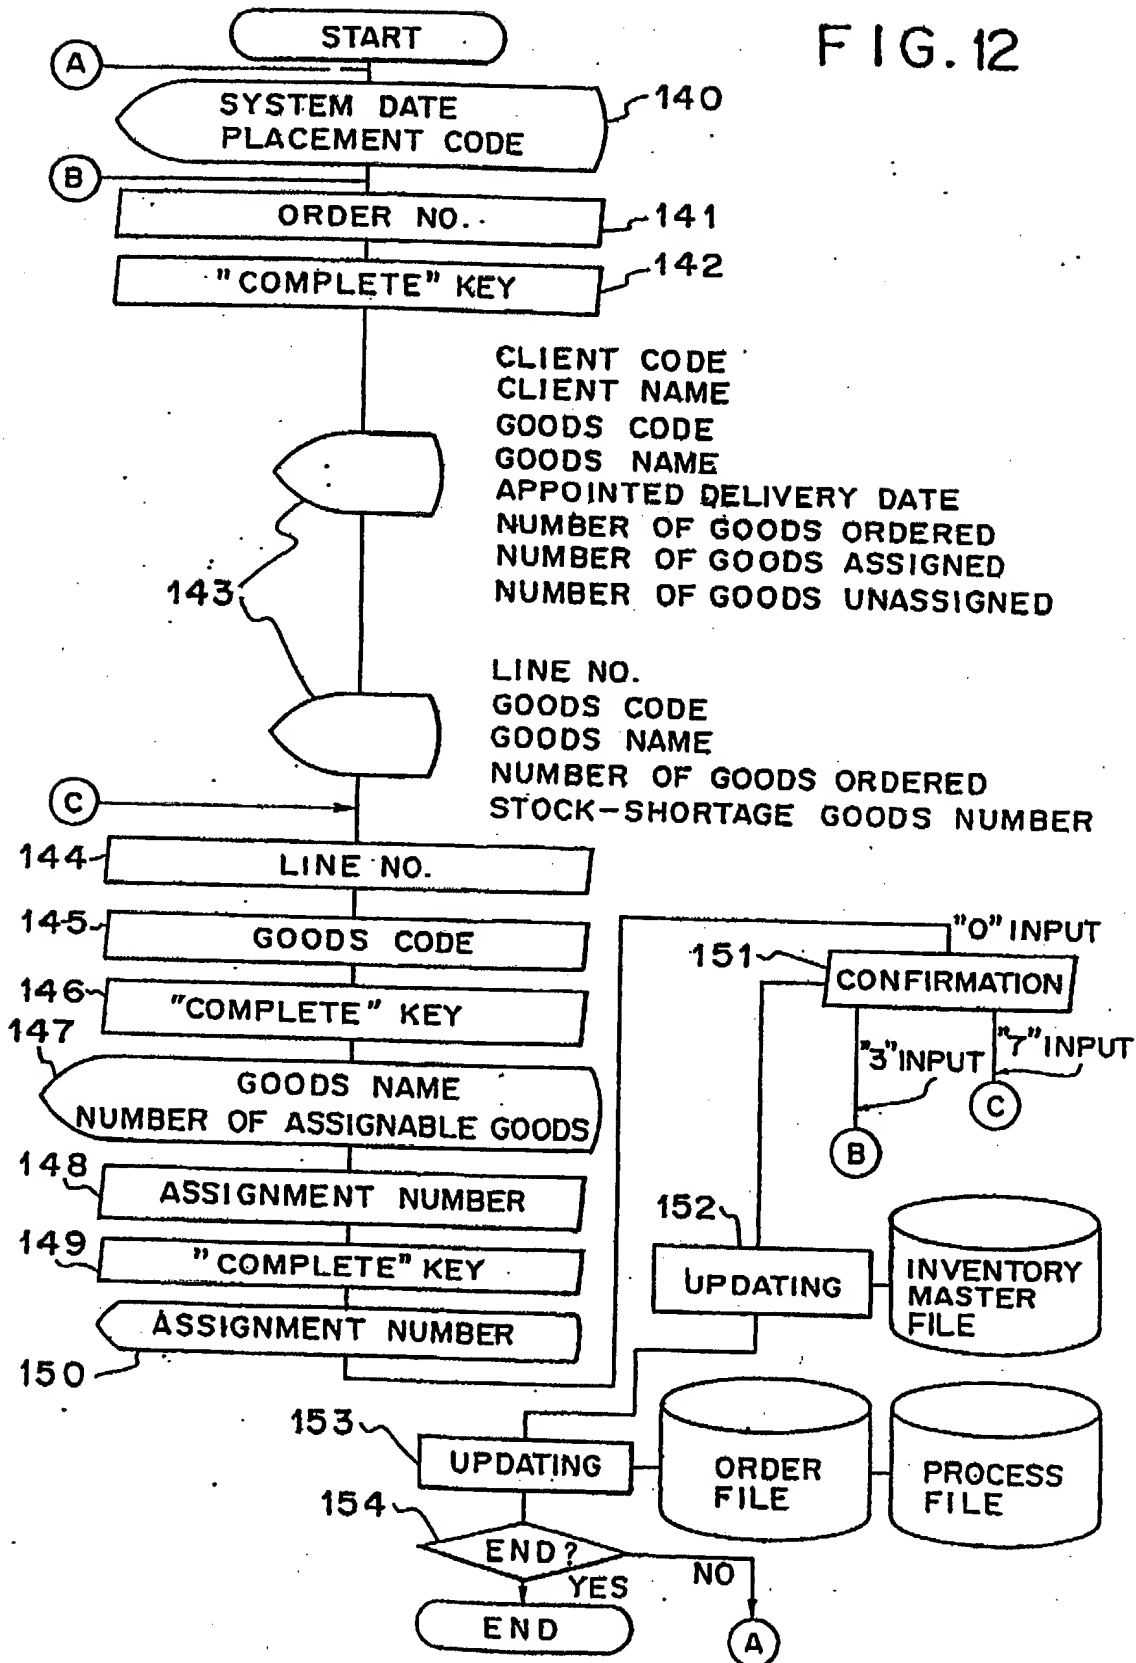 FIG.12
START
A
SYSTEM DATE
PLACEMENT CODE
140
B
ORDER NO.
141
"COMPLETE" KEY
142
CLIENT CODE
CLIENT NAME
GOODS CODE
GOODS NAME
APPOINTED DELIVERY DATE
NUMBER OF GOODS ORDERED
NUMBER OF GOODS ASSIGNED
NUMBER OF GOODS UNASSIGNED
143
LINE NO.
GOODS CODE
GOODS NAME
NUMBER OF GOODS ORDERED
STOCK-SHORTAGE GOODS NUMBER
C
144
LINE NO.
145
GOODS CODE
146
"COMPLETE" KEY
147
GOODS NAME
NUMBER OF ASSIGNABLE GOODS
148
ASSIGNMENT NUMBER
149
"COMPLETE" KEY
ASSIGNMENT NUMBER
150
"0" INPUT
151
CONFIRMATION
"3" INPUT
"7" INPUT
C
B
152
UPDATING
INVENTORY
MASTER
FILE
153
UPDATING
ORDER
FILE
PROCESS
FILE
154
END?
YES
NO
END
A